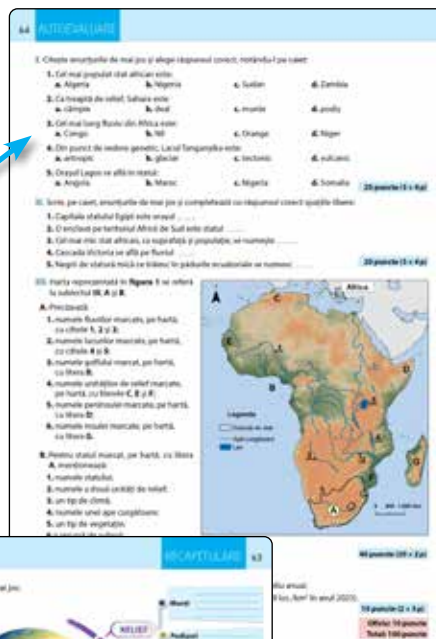 64 AUTOEVALUARE
I. Citește enunțurile de mai jos și alege răspunsul corect, notându-l pe caiet:
1. Cel mai populat stat african este:
a. Algeria b. Nigeria c. Sudan d. Zambia
2. Ca treaptă de relief, Sahara este:
a. câmpie b. deal c. munte d. podiș
3. Cel mai lung fluviu din Africa este:
a. Congo b. Nil c. Orange d. Niger
4. Din punct de vedere genetic, Lacul Tanganyika este:
a. antropic b. glaciar c. tectonic d. vulcanic
5. Orașul Lagos se află în statul:
a. Angola b. Maroc c. Nigeria d. Somalia
20 puncte (5 x 4 p)
II. Scrie, pe caiet, enunțurile de mai jos și completează cu răspunsul corect spațiile libere:
1. Capitala statului Egipt este orașul ........
2. O enclavă pe teritoriul Africii de Sud este statul ........
3. Cel mai mic stat african, ca suprafață și populație, se numește ........
4. Cascada Victoria se află pe fluviul ........
5. Negrii de statură mică ce trăiesc în pădurile ecuatoriale se numesc ........
20 puncte (5 x 4 p)
III. Harta reprezentată în figura 1 se referă
la subiectul III, A și B.
A. Precizează:
1. numele fluviilor marcate, pe hartă,
cu cifrele 1, 2 și 3;
2. numele lacurilor marcate, pe hartă,
cu cifrele 4 și 5;
3. numele golfului marcat, pe hartă,
cu litera B;
4. numele unităților de relief marcate,
pe hartă, cu literele C, E și F;
5. numele peninsulei marcate, pe hartă,
cu litera D;
6. numele insulei marcate, pe hartă,
cu litera G.
B. Pentru statul marcat, pe hartă, cu litera
A, menționează:
1. numele statului;
2. numele a două unități de relief;
3. un tip de climă;
4. numele unei ape curgătoare;
5. un tip de vegetație;
Africa
C
E
D
B
F
G
A
Legenda
Ape curgătoare
Lac
40 puncte (20 x 2 p)
RECAPITULARE 63
RELIEF
Munți
Podișuri
10 puncte (2 x 5 p)
Oficiu: 10 puncte
Total: 100 puncte